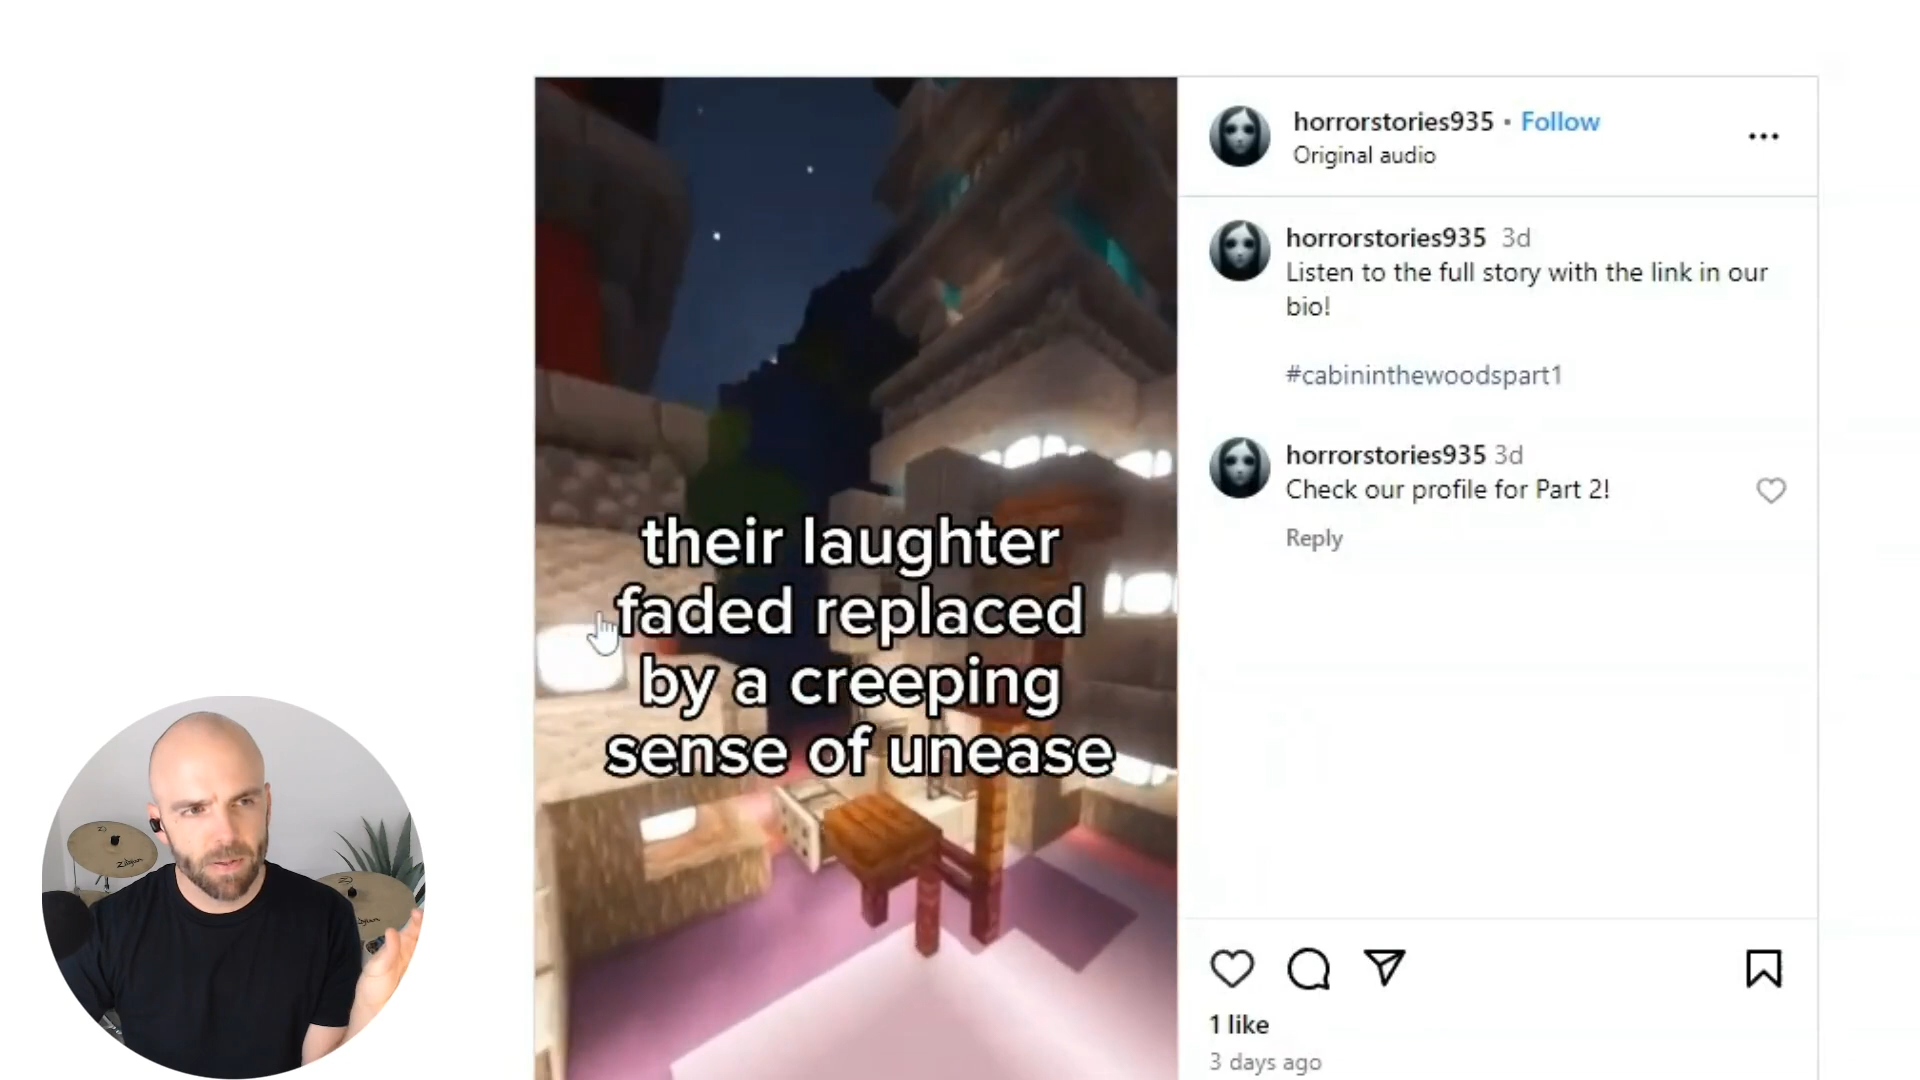 horrorstories935 • Follow
Original audio
horrorstories935 3d
Listen to the full story with the link in our
bio!
#cabininthewoodspart1
horrorstories935 3d
Check our profile for Part 2!
Reply
their laughter
faded replaced
by a creeping
sense of unease
1 like
3 days ago
Zildjian